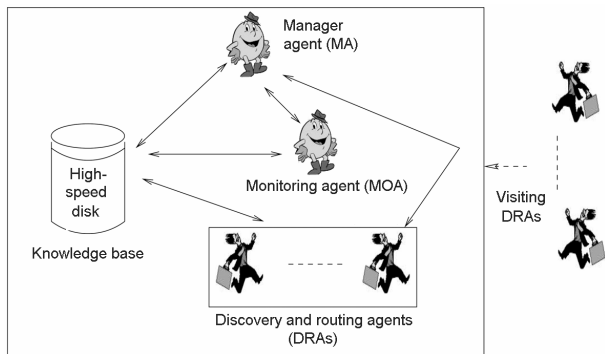 Manager
agent (MA)
High-
speed
disk
Monitoring agent (MOA)
Visiting
DRAs
Knowledge base
Discovery and routing agents
(DRAs)